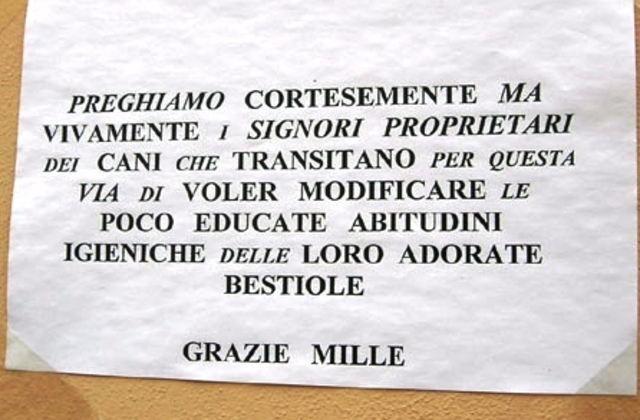 PREGHIAMO CORTESEMENTE MA
VIVAMENTE I SIGNORI PROPRIETARI
DEI CANI CHE TRANSITANO PER QUESTA
VIA DI VOLER MODIFICARE LE
POCO EDUCATE ABITUDINI
IGIENICHE DELLE LORO ADORATE
BESTIOLE
GRAZIE MILLE